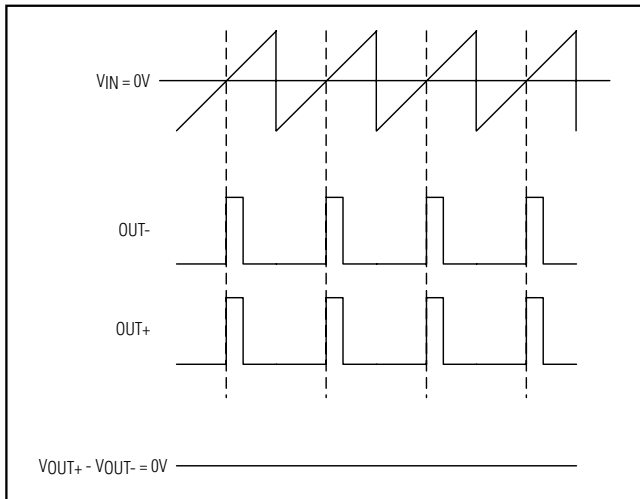 VIN = 0V
OUT-
OUT+
VOUT+ - VOUT- = 0V